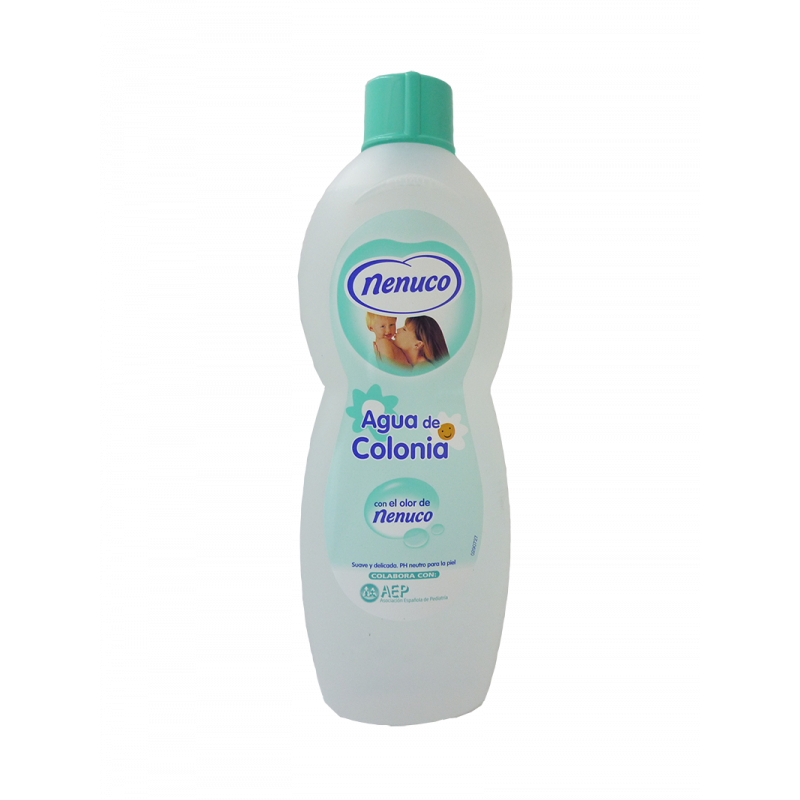 nenuco
Agua de
Colonia
con el olor de
nenuco
Suave y delicada. PH neutro para la piel
COLABORA CON:
AEP
Asociación Española de Pediatría